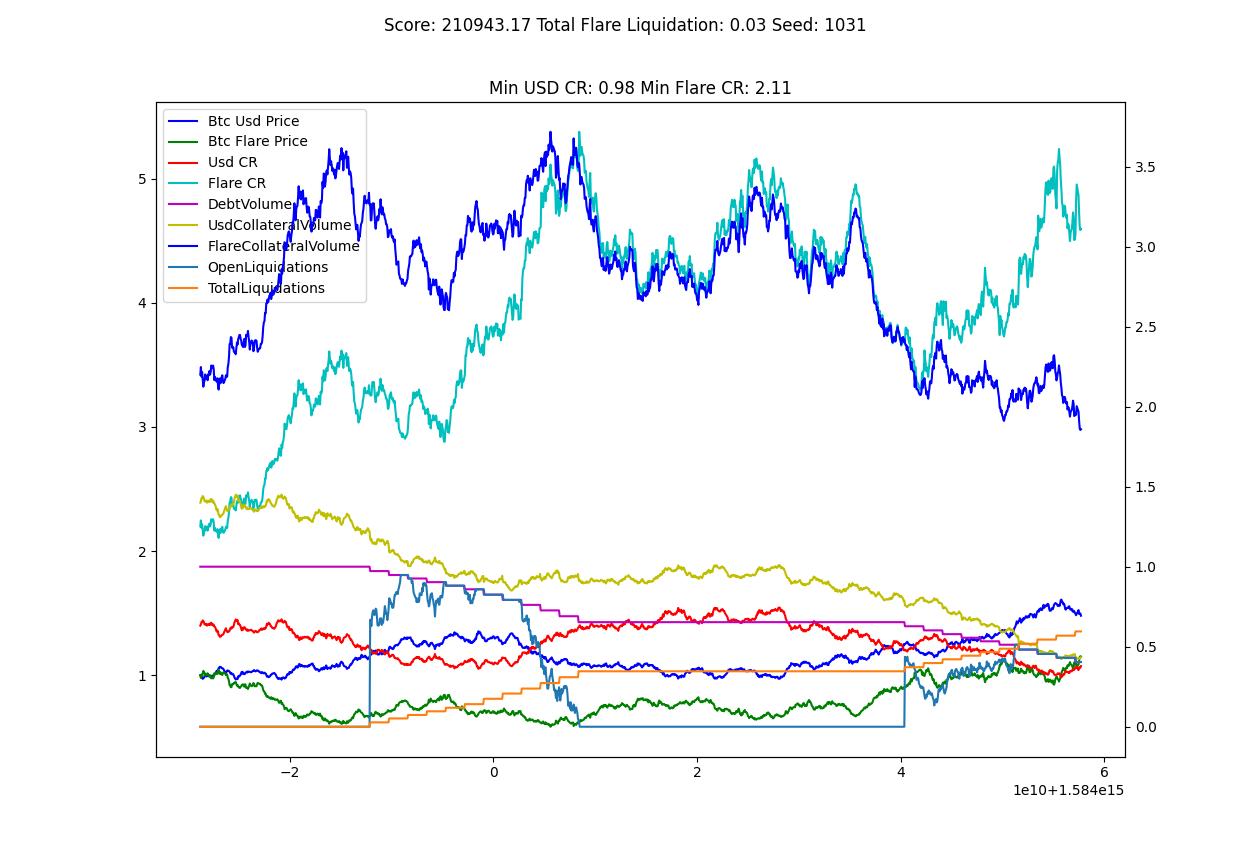 Score: 210943.17 Total Flare Liquidation: 0.03 Seed: 1031
Min USD CR: 0.98 Min Flare CR: 2.11
Btc Usd Price
Btc Flare Price
Usd CR
Flare CR
DebtVolume
UsdCollateralVolume
FlareCollateralVolume
OpenLiquidations
TotalLiquidations
5
4
3
2
1
3.5
3.0
2.5
2.0
1.5
1.0
0.5
0.0
−2
0
2
4
6
1e10+1.584e15